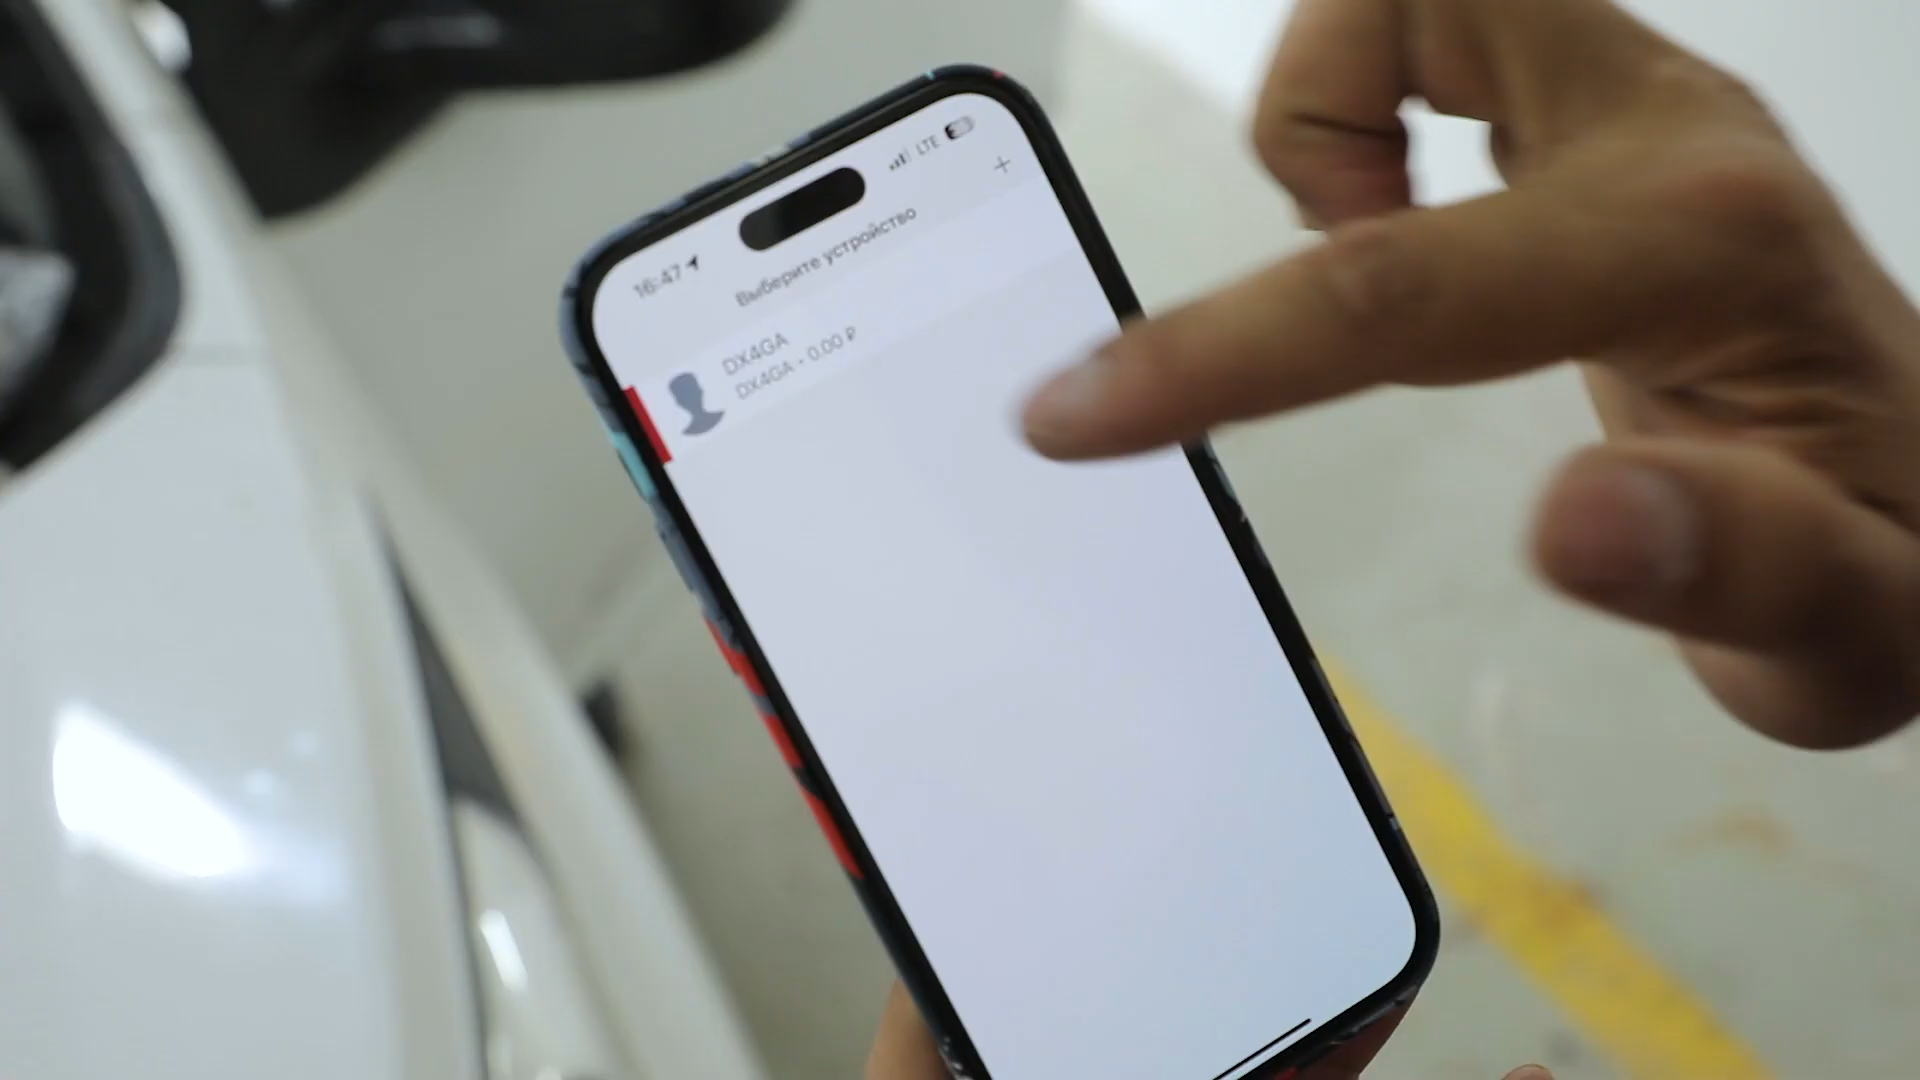 16:47
LTE
+
Выберите устройство
DX4GA
DX4GA - 0.00 ₽